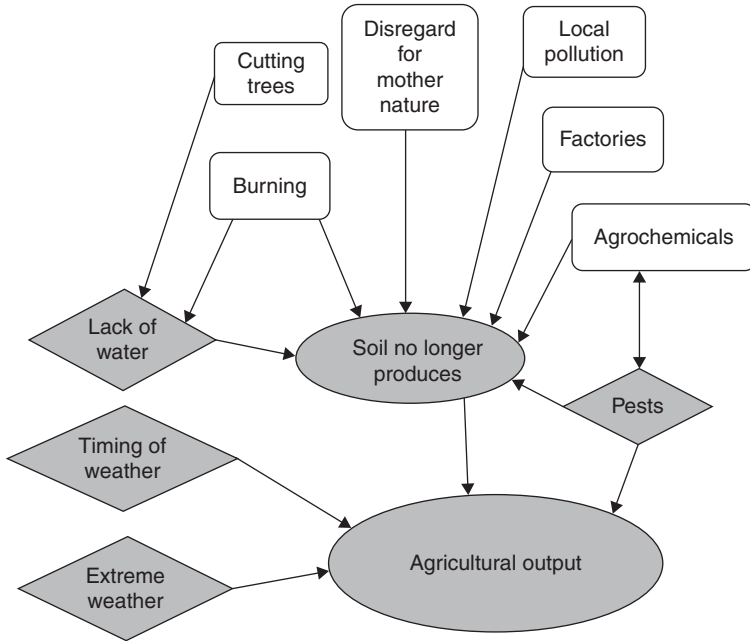 Disregard
for
mother
nature
Local
pollution
Cutting
trees
Factories
Burning
Agrochemicals
Lack of
water
Soil no longer
produces
Pests
Timing of
weather
Agricultural output
Extreme
weather